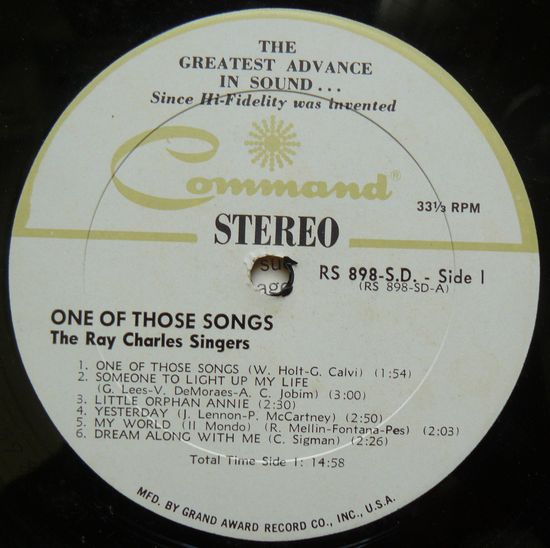 THE
GREATEST ADVANCE
IN SOUND...
Since Hi-Fidelity was invented
Command®
33⅓ RPM
STEREO
RS 898-S.D. - Side 1
(RS 898-SD-A)
ONE OF THOSE SONGS
The Ray Charles Singers
1. ONE OF THOSE SONGS (W. Holt-G. Calvi) (1:54)
2. SOMEONE TO LIGHT UP MY LIFE
(G. Lees-V. DeMoraes-A. C. Jobim) (3:00)
3. LITTLE ORPHAN ANNIE (2:30)
4. YESTERDAY (J. Lennon-P. McCartney) (2:50)
5. MY WORLD (Il Mondo) (R. Mellin-Fontana-Pes) (2:03)
6. DREAM ALONG WITH ME (C. Sigman) (2:26)
Total Time Side 1: 14:58
MFD. BY GRAND AWARD RECORD CO., INC., U.S.A.